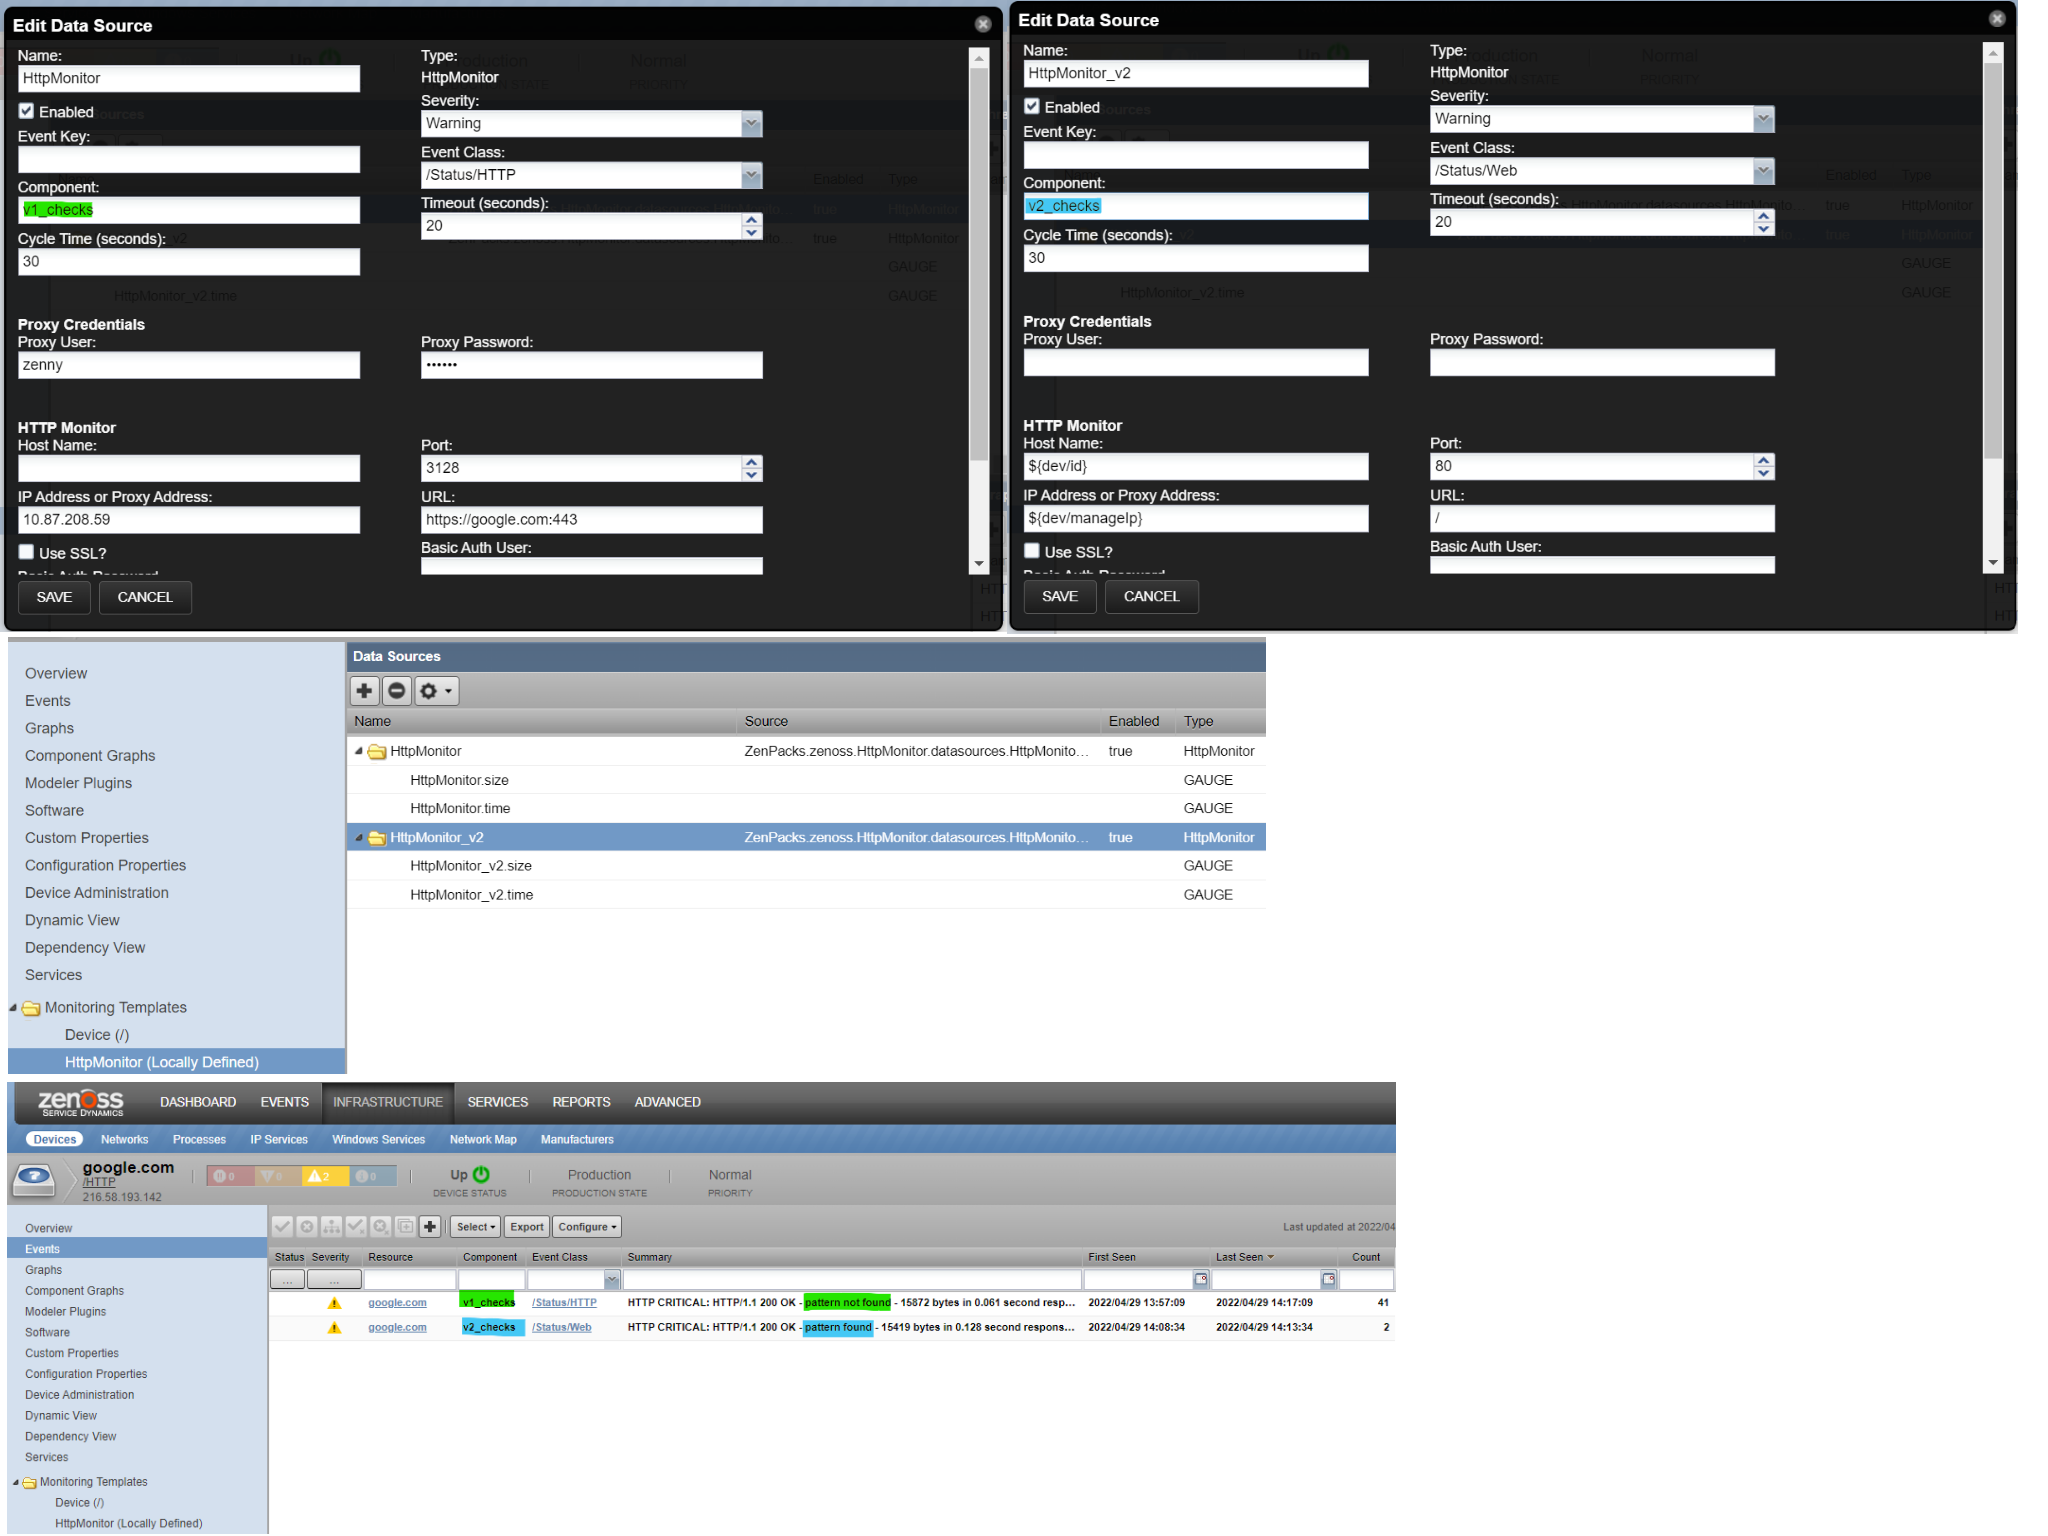 Edit Data Source
Name:
HttpMonitor
Type:
HttpMonitor
Enabled
Severity:
Warning
Event Key:
Event Class:
/Status/HTTP
Component:
v1_checks
Timeout (seconds):
20
Cycle Time (seconds):
30
HttpMonitor_v2.time
Proxy Credentials
Proxy User:
zenny
Proxy Password:
••••••
HTTP Monitor
Host Name:
Port:
3128
IP Address or Proxy Address:
10.87.208.59
URL:
https://google.com:443
Use SSL?
Basic Auth User:
Basic Auth Password
SAVE
CANCEL
Edit Data Source
Name:
HttpMonitor_v2
Type:
HttpMonitor
Enabled
Severity:
Warning
Event Key:
Event Class:
/Status/Web
Component:
v2_checks
Timeout (seconds):
20
Cycle Time (seconds):
30
HttpMonitor_v2.time
Proxy Credentials
Proxy User:
Proxy Password:
HTTP Monitor
Host Name:
${dev/id}
Port:
80
IP Address or Proxy Address:
${dev/manageIp}
URL:
/
Use SSL?
Basic Auth User:
Basic Auth Password
SAVE
CANCEL
Overview
Events
Graphs
Component Graphs
Modeler Plugins
Software
Custom Properties
Configuration Properties
Device Administration
Dynamic View
Dependency View
Services
Monitoring Templates
Device (/)
HttpMonitor (Locally Defined)
Data Sources
Name Source Enabled Type
HttpMonitor ZenPacks.zenoss.HttpMonitor.datasources.HttpMonito... true HttpMonitor
HttpMonitor.size GAUGE
HttpMonitor.time GAUGE
HttpMonitor_v2 ZenPacks.zenoss.HttpMonitor.datasources.HttpMonito... true HttpMonitor
HttpMonitor_v2.size GAUGE
HttpMonitor_v2.time GAUGE
zenoss
SERVICE DYNAMICS
DASHBOARD EVENTS INFRASTRUCTURE SERVICES REPORTS ADVANCED
Devices Networks Processes IP Services Windows Services Network Map Manufacturers
google.com
/HTTP
216.58.193.142
0 0 2 0
Up
DEVICE STATUS
Production
PRODUCTION STATE
Normal
PRIORITY
Overview
Events
Graphs
Component Graphs
Modeler Plugins
Software
Custom Properties
Configuration Properties
Device Administration
Dynamic View
Dependency View
Services
Monitoring Templates
Device (/)
HttpMonitor (Locally Defined)
Select Export Configure Last updated at 2022/04
Status Severity Resource Component Event Class Summary First Seen Last Seen Count
... ...
google.com v1_checks /Status/HTTP HTTP CRITICAL: HTTP/1.1 200 OK - pattern not found - 15872 bytes in 0.061 second resp... 2022/04/29 13:57:09 2022/04/29 14:17:09 41
google.com v2_checks /Status/Web HTTP CRITICAL: HTTP/1.1 200 OK - pattern found - 15419 bytes in 0.128 second respons... 2022/04/29 14:08:34 2022/04/29 14:13:34 2